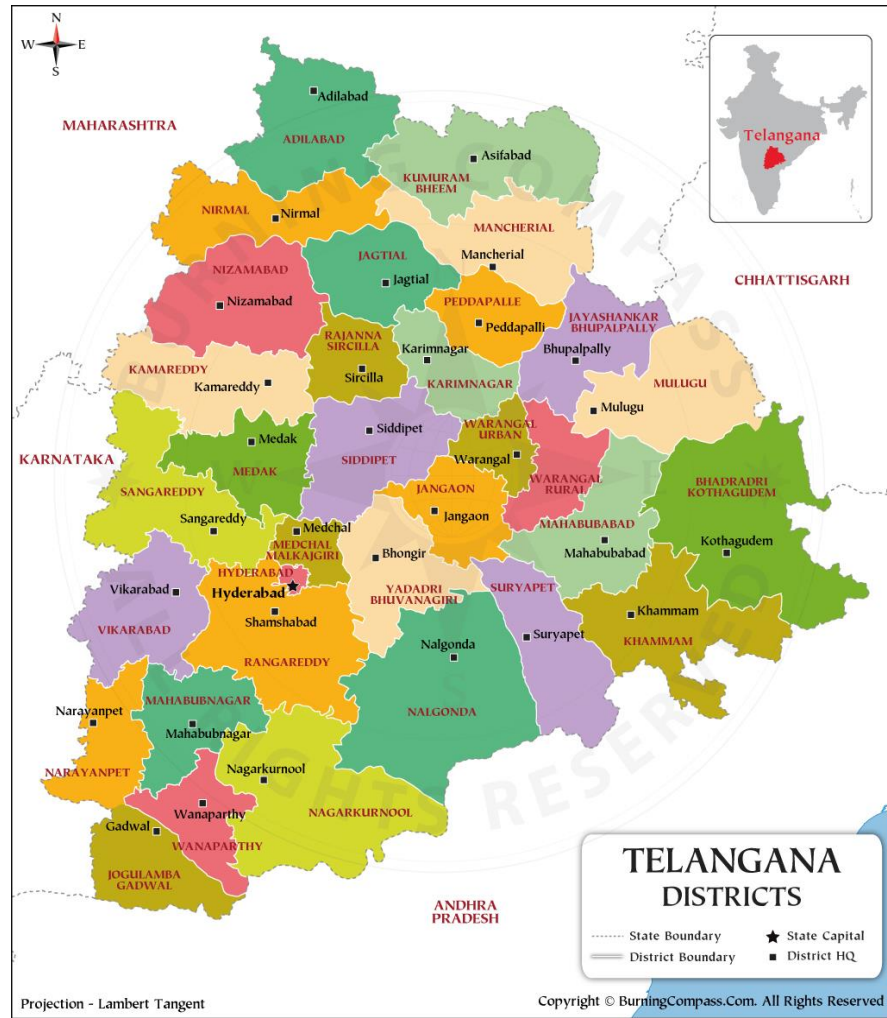 N
W
E
S
MAHARASHTRA
Adilabad
ADILABAD
Telangana
Asifabad
KUMURAM
BHEEM
NIRMAL
Nirmal
MANCHERIAL
Mancherial
JAGTIAL
Jagtial
NIZAMABAD
Nizamabad
CHHATTISGARH
PEDDAPALLE
Peddapalli
JAYASHANKAR
BHUPALPALLY
Bhupalpally
RAJANNA
SIRCILLA
Sircilla
Karimnagar
KARIMNAGAR
KAMAREDDY
Kamareddy
MULUGU
Mulugu
Siddipet
SIDDIPET
WARANGAL
URBAN
Warangal
Medak
MEDAK
KARNATAKA
SANGAREDDY
Sangareddy
WARANGAL
RURAL
BHADRADRI
KOTHAGUDEM
Kothagudem
JANGAON
Jangaon
MAHABUBABAD
Mahabubabad
Medchal
MEDCHAL
MALKAJGIRI
Bhongir
YADADRI
BHUVANAGIRI
HYDERABAD
Hyderabad
Vikarabad
VIKARABAD
Shamshabad
RANGAREDDY
SURYAPET
Suryapet
Khammam
KHAMMAM
Nalgonda
NALGONDA
MAHABUBNAGAR
Mahabubnagar
Narayanpet
NARAYANPET
Nagarkurnool
NAGARKURNOOL
Wanaparthy
WANAPARTHY
Gadwal
JOGULAMBA
GADWAL
ANDHRA
PRADESH
BURNING COMPASS
ALL RIGHTS RESERVED
N
E
S
TELANGANA
DISTRICTS
State Boundary
State Capital
District Boundary
District HQ
Projection - Lambert Tangent
Copyright © BurningCompass.Com. All Rights Reserved